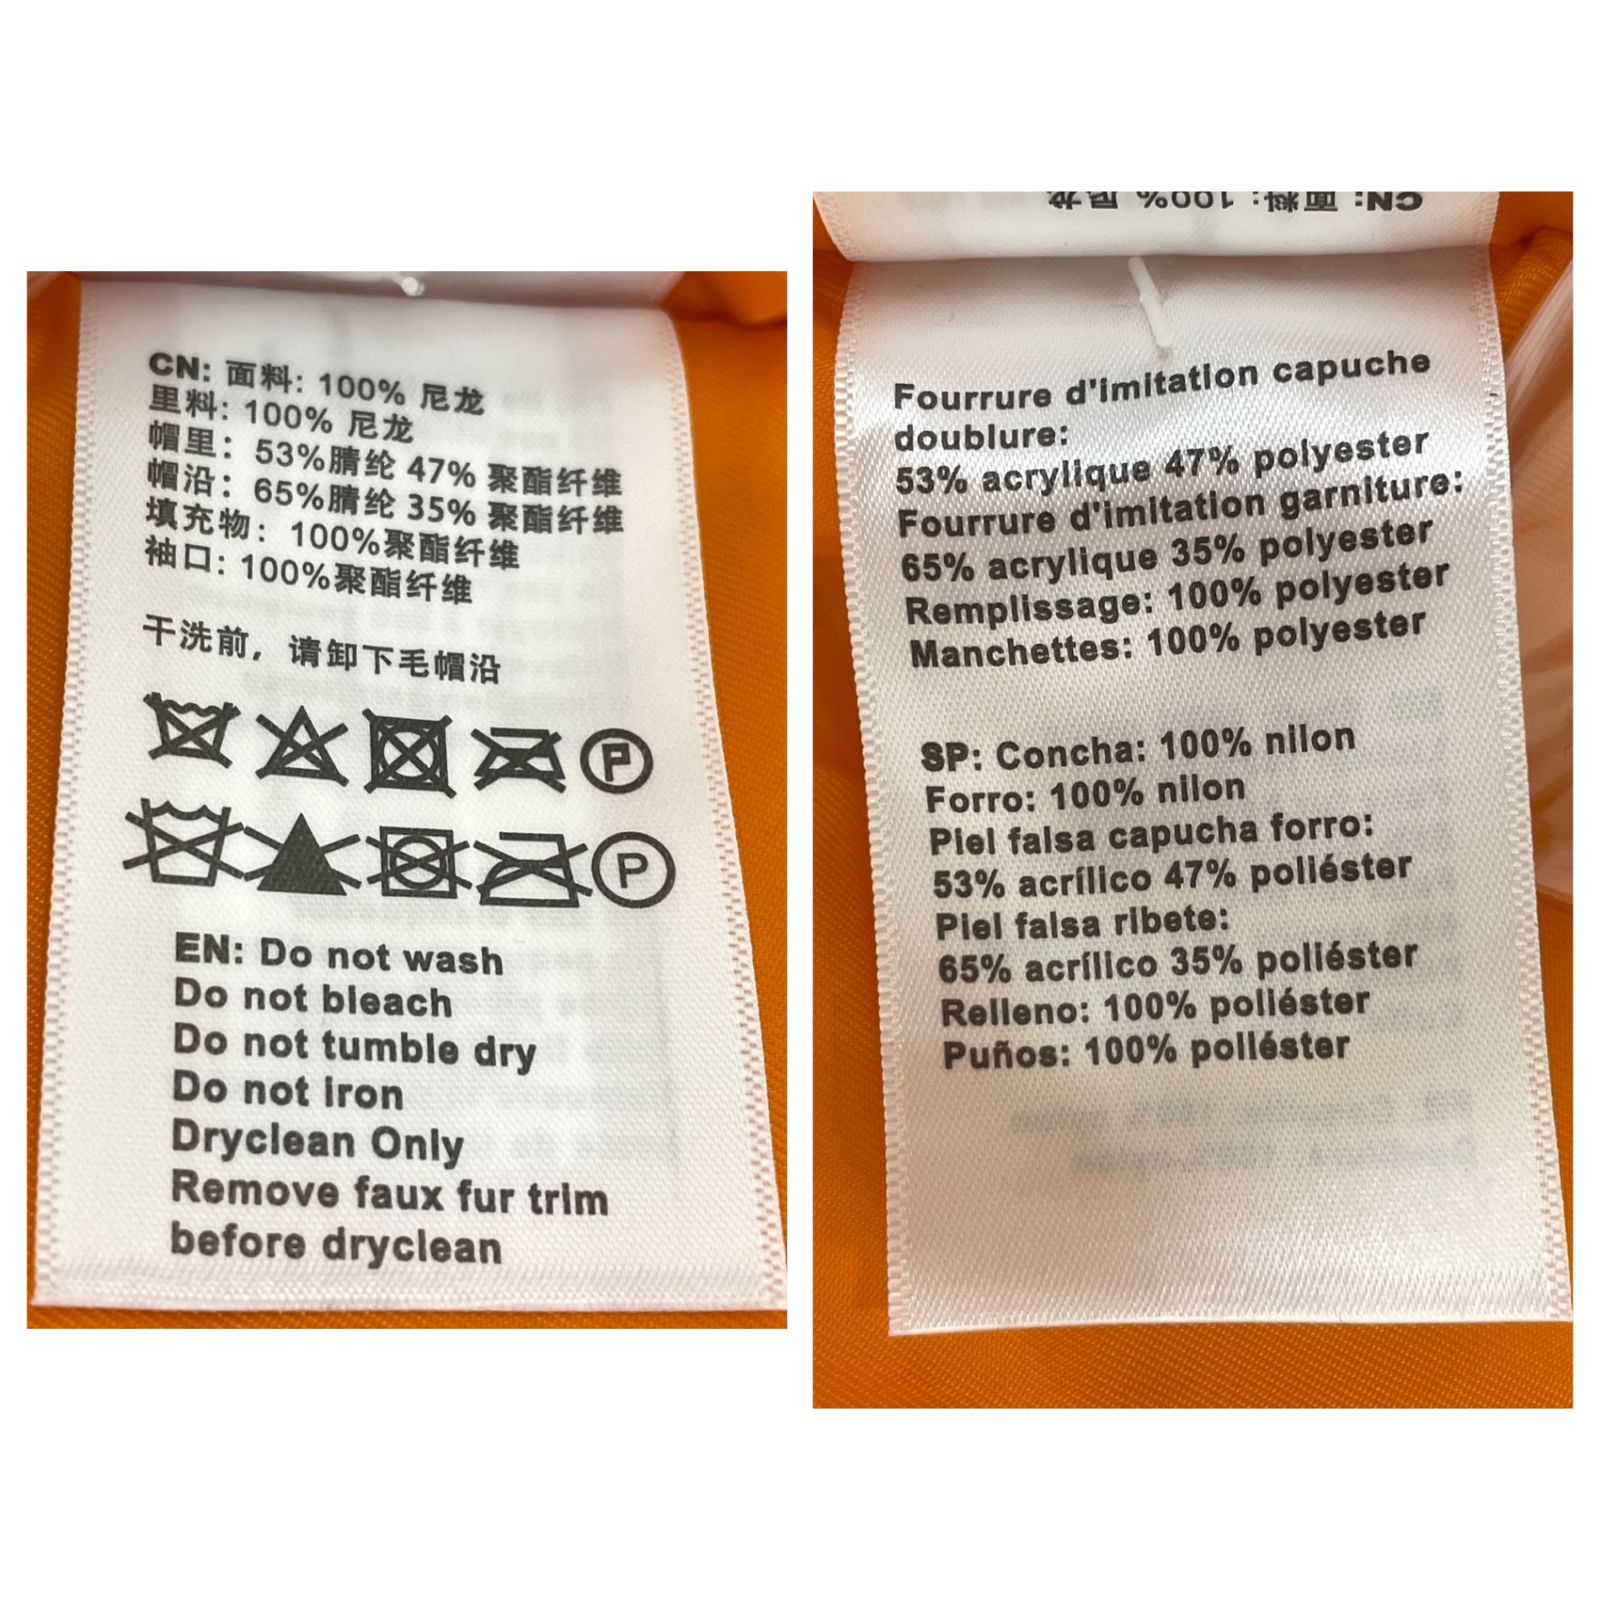 CN: 面料: 100% 尼龙
里料: 100% 尼龙
帽里: 53%腈纶 47% 聚酯纤维
帽沿: 65%腈纶 35% 聚酯纤维
填充物: 100%聚酯纤维
袖口: 100%聚酯纤维
干洗前, 请卸下毛帽沿
P
P
EN: Do not wash
Do not bleach
Do not tumble dry
Do not iron
Dryclean Only
Remove faux fur trim
before dryclean
CN: 面料: 100% 尼龙
Fourrure d'imitation capuche
doublure:
53% acrylique 47% polyester
Fourrure d'imitation garniture:
65% acrylique 35% polyester
Remplissage: 100% polyester
Manchettes: 100% polyester
SP: Concha: 100% nilon
Forro: 100% nilon
Piel falsa capucha forro:
53% acrílico 47% poliéster
Piel falsa ribete:
65% acrílico 35% poliéster
Relleno: 100% poliéster
Puños: 100% poliéster